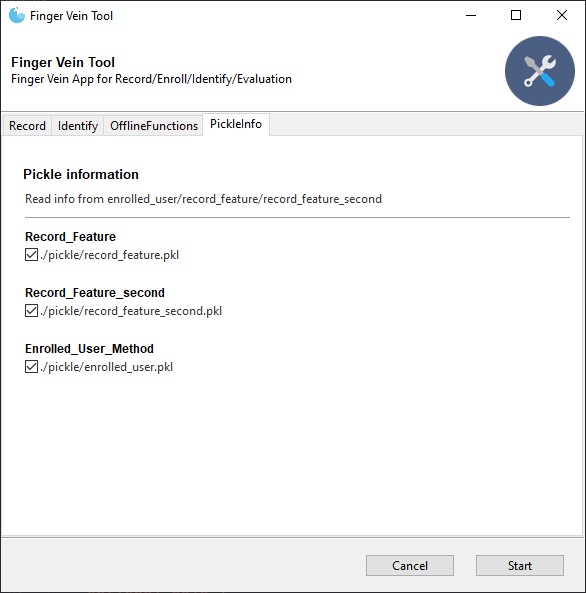 Finger Vein Tool
Finger Vein Tool
Finger Vein App for Record/Enroll/Identify/Evaluation
Record Identify OfflineFunctions PickleInfo
Pickle information
Read info from enrolled_user/record_feature/record_feature_second
Record_Feature
./pickle/record_feature.pkl
Record_Feature_second
./pickle/record_feature_second.pkl
Enrolled_User_Method
./pickle/enrolled_user.pkl
Cancel Start